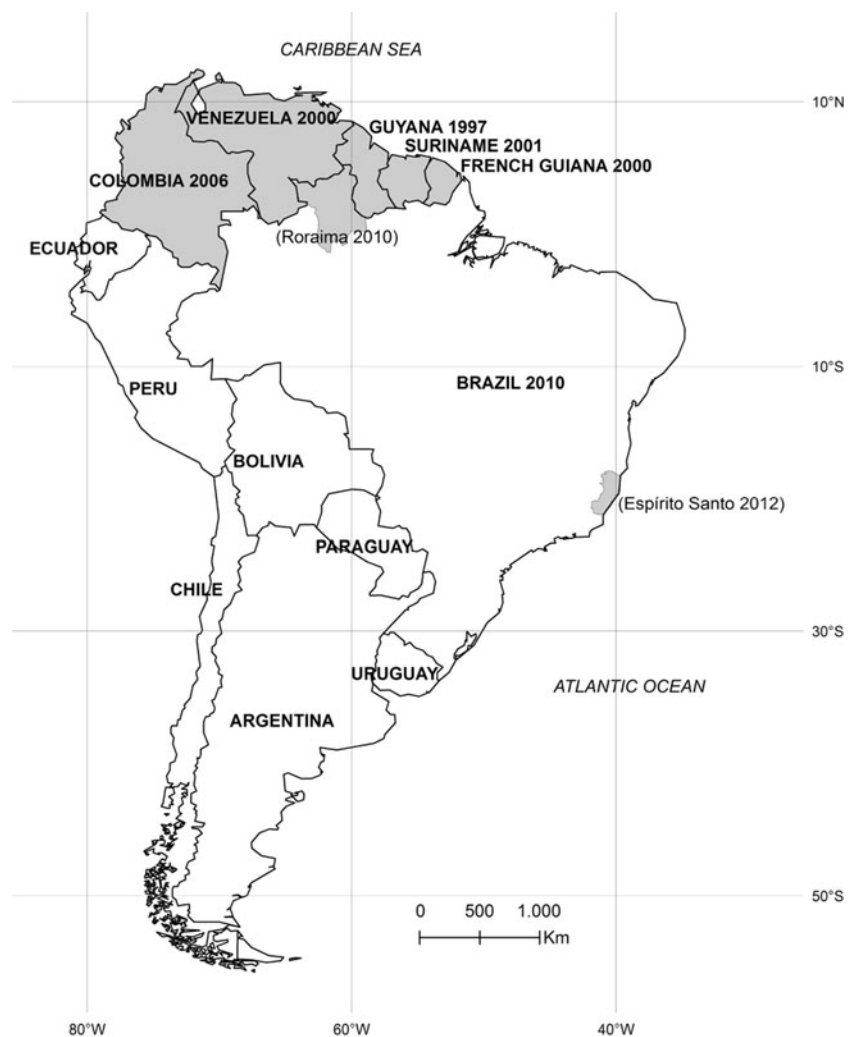 CARIBBEAN SEA
10°N
VENEZUELA 2000
GUYANA 1997
SURINAME 2001
FRENCH GUIANA 2000
COLOMBIA 2006
(Roraima 2010)
ECUADOR
10°S
BRAZIL 2010
PERU
BOLIVIA
(Espírito Santo 2012)
PARAGUAY
CHILE
30°S
URUGUAY
ATLANTIC OCEAN
ARGENTINA
50°S
0 500 1.000
Km
80°W 60°W 40°W